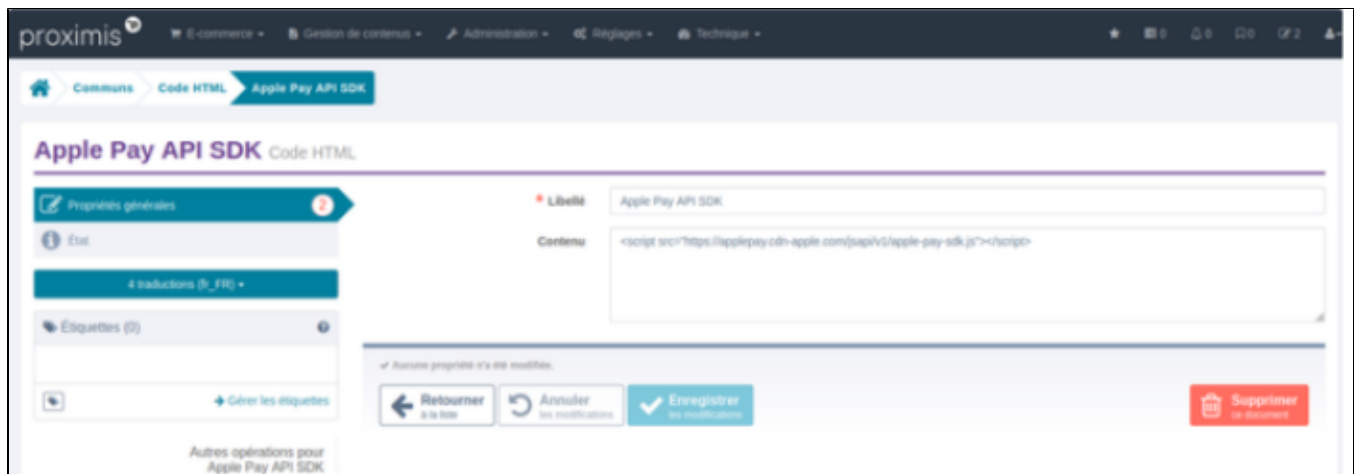 proximis
E-commerce
Gestion de contenus
Administration
Réglages
Technique
0
0
0
2
Communs
Code HTML
Apple Pay API SDK
Apple Pay API SDK Code HTML
Propriétés générales
2
État
4 traductions (fr_FR)
Étiquettes (0)
Gérer les étiquettes
Autres opérations pour
Apple Pay API SDK
* Libellé
Apple Pay API SDK
Contenu
<script src="https://applepay.cdn-apple.com/jsapi/v1/apple-pay-sdk.js"></script>
Aucune propriété n'a été modifiée.
Retourner
à la liste
Annuler
les modifications
Enregistrer
les modifications
Supprimer
ce document